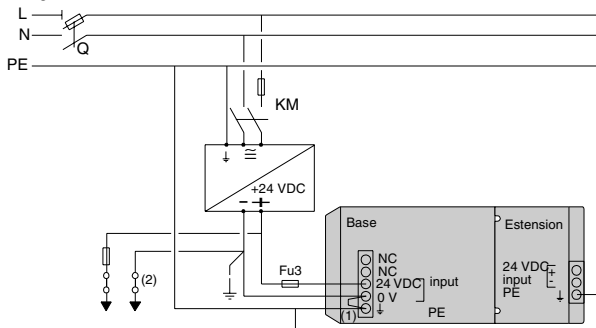 L
N
Q
PE
KM
+24 VDC
-
+
Base
Extension
NC
NC
24 VDC
0 V
input
PE
24 VDC
input
PE
+
-
Fu3
(2)
(1)